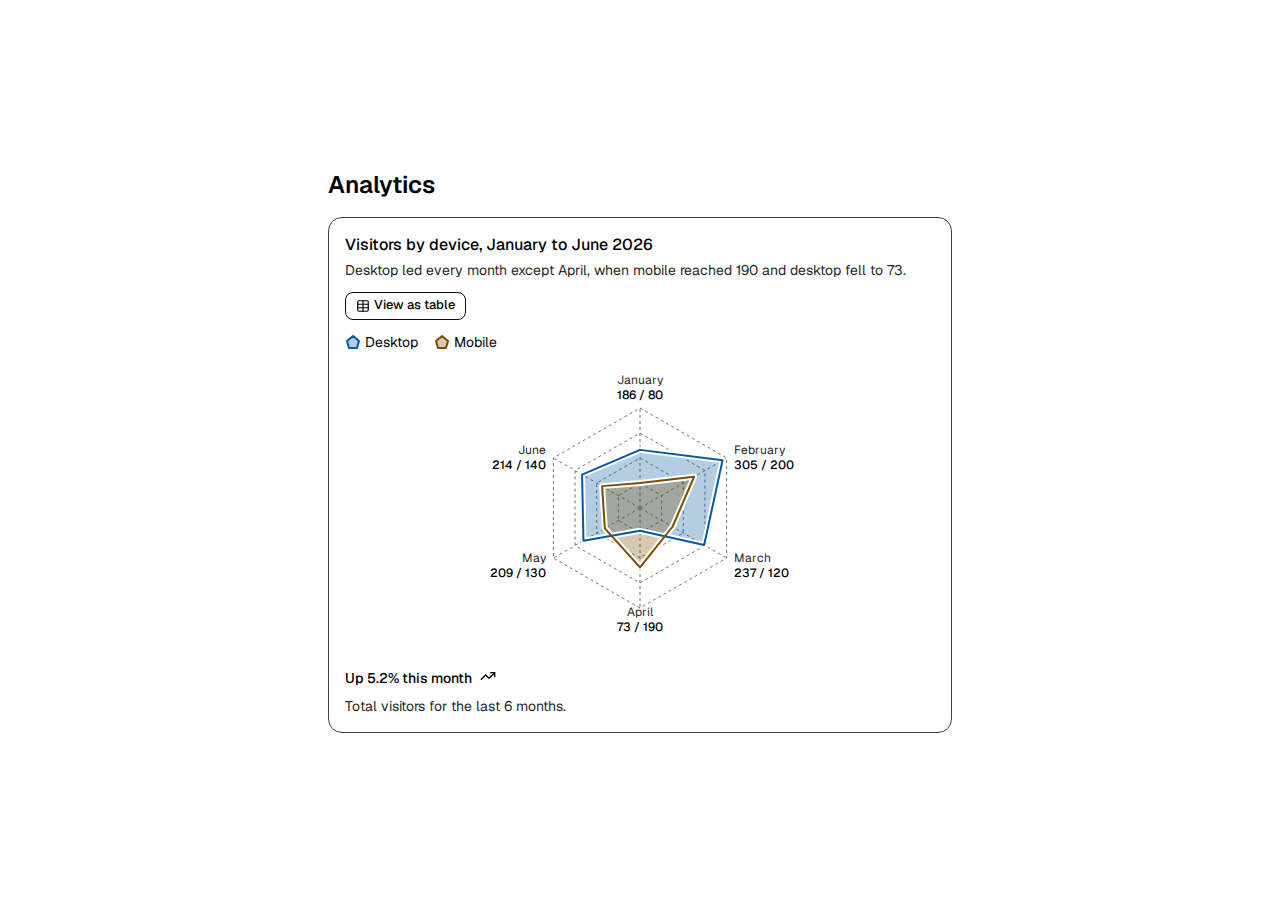 Analytics
Visitors by device, January to June 2026
Desktop led every month except April, when mobile reached 190 and desktop fell to 73.
View as table
Desktop Mobile
January
186 / 80
June
214 / 140
February
305 / 200
May
209 / 130
March
237 / 120
April
73 / 190
Up 5.2% this month
Total visitors for the last 6 months.